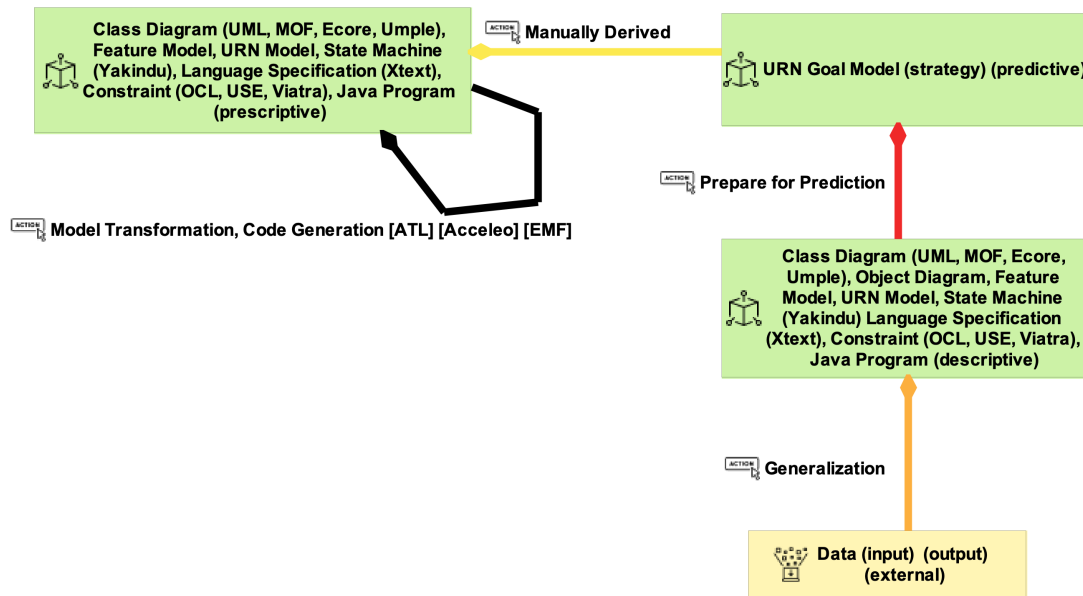 Class Diagram (UML, MOF, Ecore, Umple),
Feature Model, URN Model, State Machine
(Yakindu), Language Specification (Xtext),
Constraint (OCL, USE, Viatra), Java Program
(prescriptive)
ACTION Manually Derived
URN Goal Model (strategy) (predictive)
ACTION Prepare for Prediction
ACTION Model Transformation, Code Generation [ATL] [Acceleo] [EMF]
Class Diagram (UML, MOF, Ecore,
Umple), Object Diagram, Feature
Model, URN Model, State Machine
(Yakindu) Language Specification
(Xtext), Constraint (OCL, USE, Viatra),
Java Program (descriptive)
ACTION Generalization
Data (input) (output)
(external)